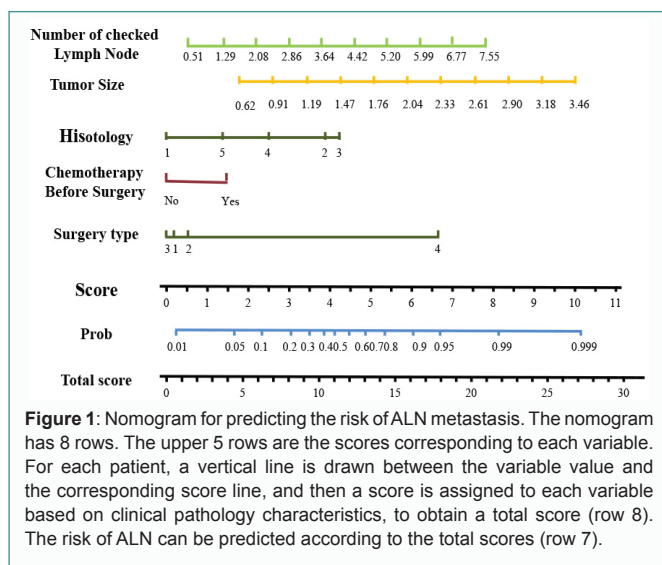 Number of checked
Lymph Node
0.51 1.29 2.08 2.86 3.64 4.42 5.20 5.99 6.77 7.55
Tumor Size
0.62 0.91 1.19 1.47 1.76 2.04 2.33 2.61 2.90 3.18 3.46
Hisotology
1 5 4 2 3
Chemotherapy
Before Surgery
No Yes
Surgery type
3 1 2 4
Score
0 1 2 3 4 5 6 7 8 9 10 11
Prob
0.01 0.05 0.1 0.2 0.3 0.40.5 0.60.70.8 0.9 0.95 0.99 0.999
Total score
0 5 10 15 20 25 30
Figure 1: Nomogram for predicting the risk of ALN metastasis. The nomogram
has 8 rows. The upper 5 rows are the scores corresponding to each variable.
For each patient, a vertical line is drawn between the variable value and
the corresponding score line, and then a score is assigned to each variable
based on clinical pathology characteristics, to obtain a total score (row 8).
The risk of ALN can be predicted according to the total scores (row 7).